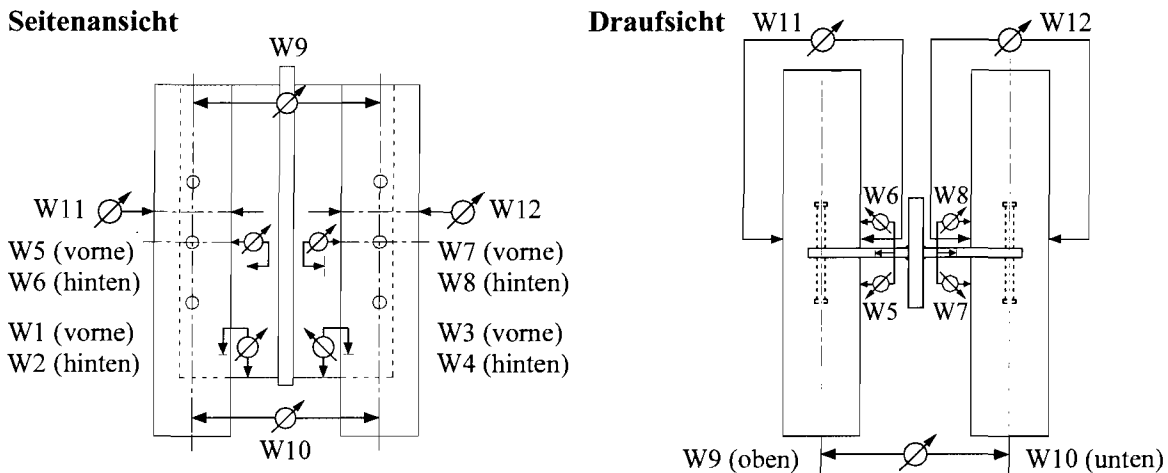 Seitenansicht
W9
W11
W12
W5 (vorne)
W6 (hinten)
W7 (vorne)
W8 (hinten)
W1 (vorne)
W2 (hinten)
W3 (vorne)
W4 (hinten)
W10
Draufsicht
W11
W12
W6
W8
W5
W7
W9 (oben)
W10 (unten)